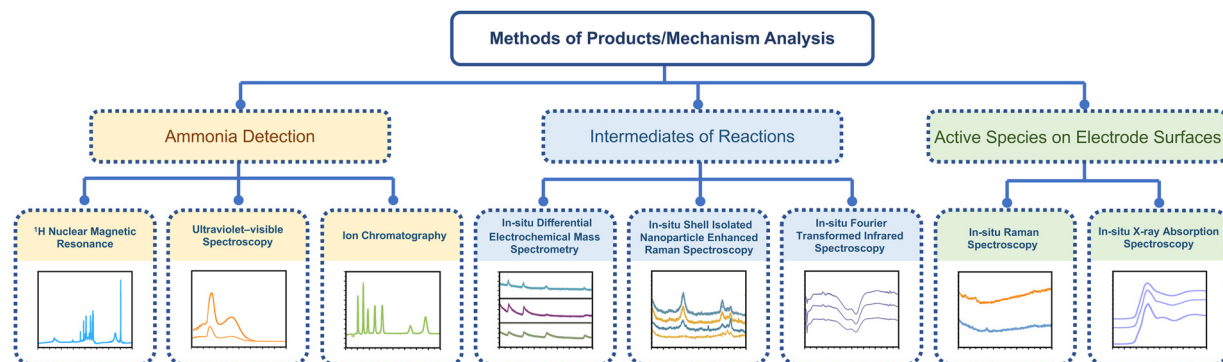 Methods of Products/Mechanism Analysis
Ammonia Detection
Intermediates of Reactions
Active Species on Electrode Surfaces
¹H Nuclear Magnetic
Resonance
Ultraviolet–visible
Spectroscopy
Ion Chromatography
In-situ Differential
Electrochemical Mass
Spectrometry
In-situ Shell Isolated
Nanoparticle Enhanced
Raman Spectroscopy
In-situ Fourier
Transformed Infrared
Spectroscopy
In-situ Raman
Spectroscopy
In-situ X-ray Absorption
Spectroscopy